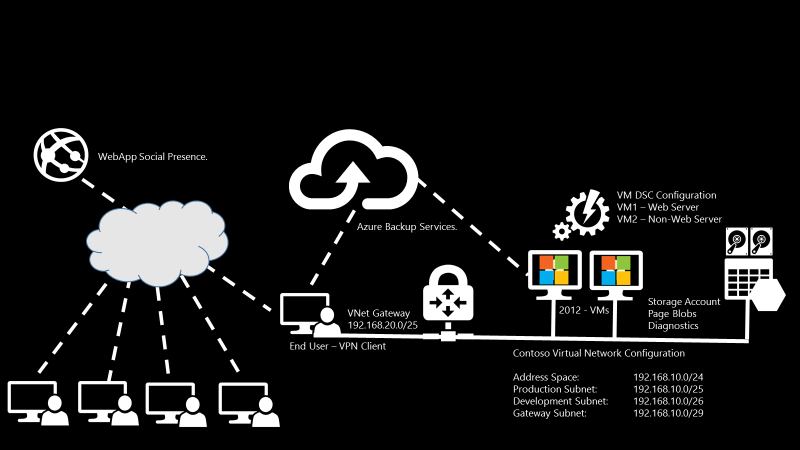 WebApp Social Presence.
Azure Backup Services.
VM DSC Configuration
VM1 – Web Server
VM2 – Non-Web Server
VNet Gateway
192.168.20.0/25
End User – VPN Client
2012 - VMs
Storage Account
Page Blobs
Diagnostics
Contoso Virtual Network Configuration
Address Space: 192.168.10.0/24
Production Subnet: 192.168.10.0/25
Development Subnet: 192.168.10.0/26
Gateway Subnet: 192.168.10.0/29